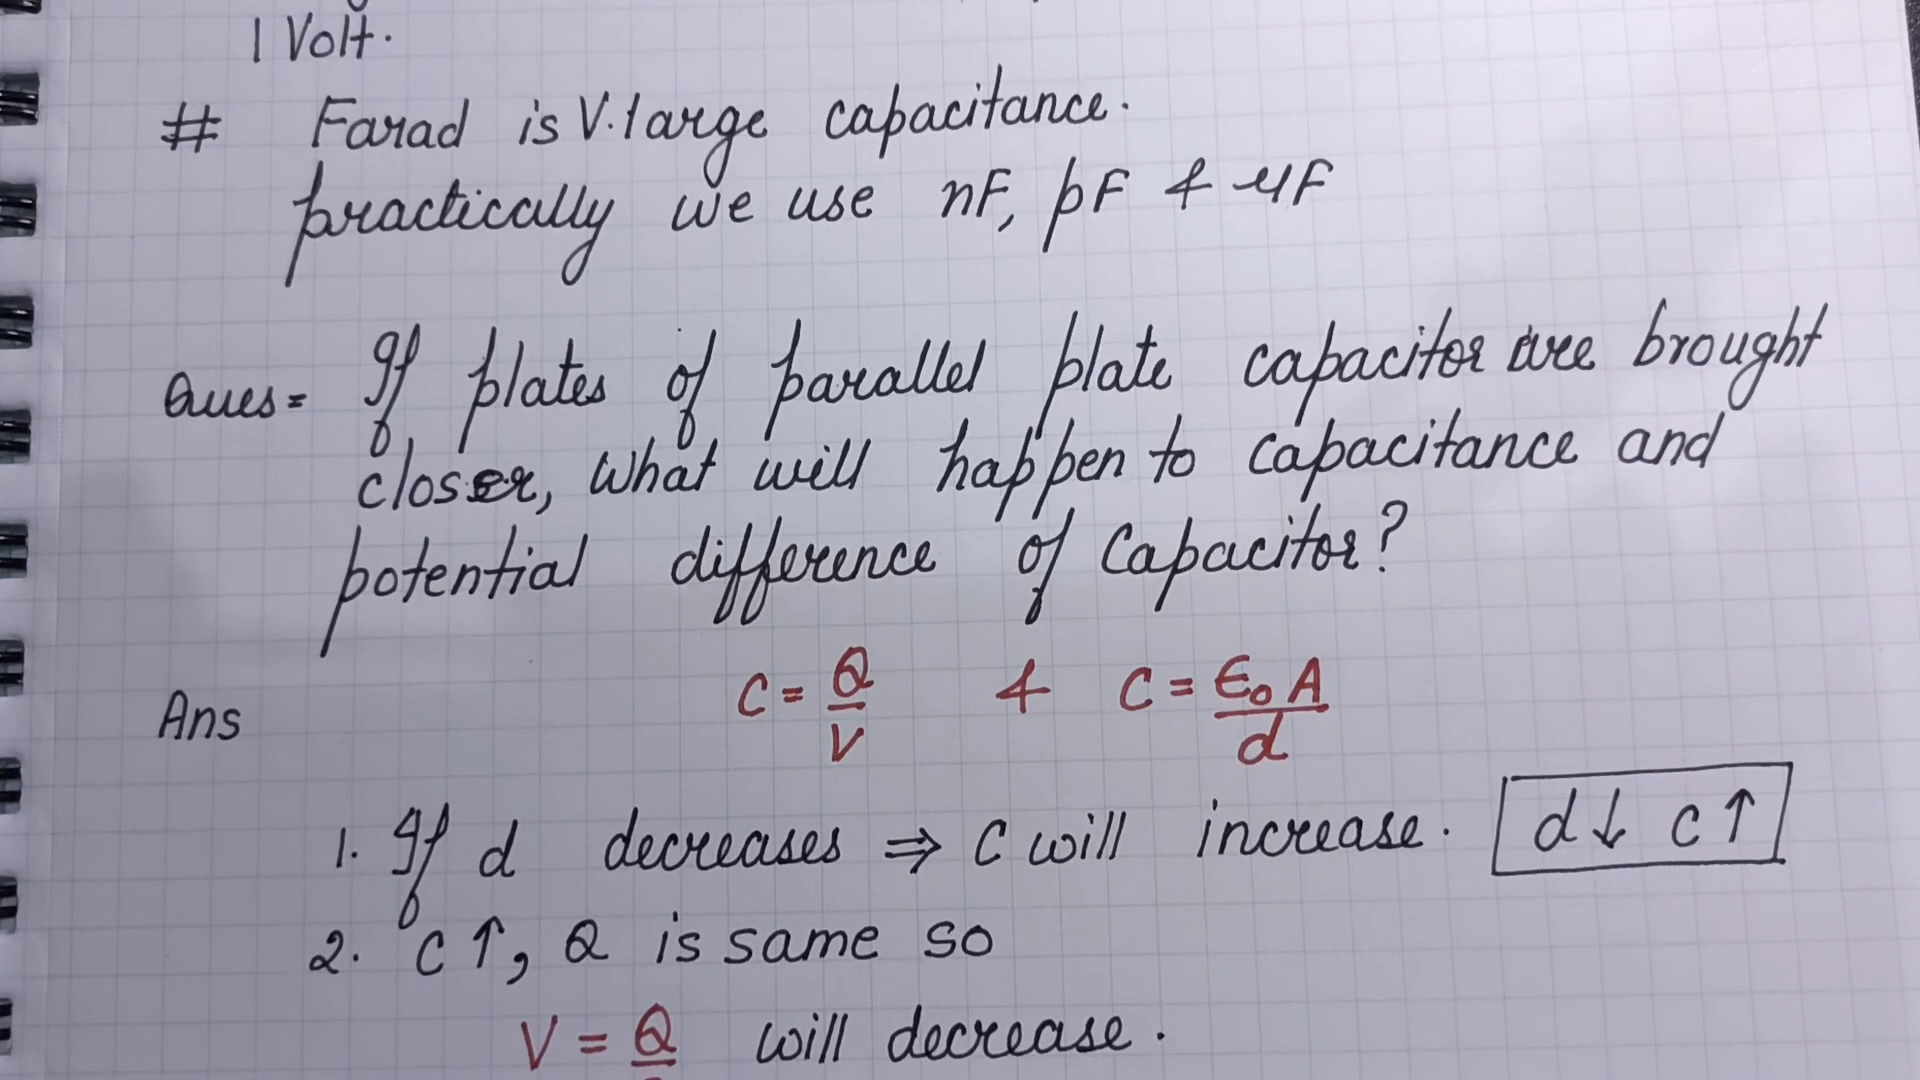 1 Volt.
# Farad is V.large capacitance.
practically we use nF, pF & μF
Ques= If plates of parallel plate capacitor are brought
closer, what will happen to capacitance and
potential difference of Capacitor?
Ans C = Q/V & C = ε₀A/d
1. If d decreases ⇒ C will increase. d↓ C↑
2. C↑, Q is same so
V = Q will decrease.